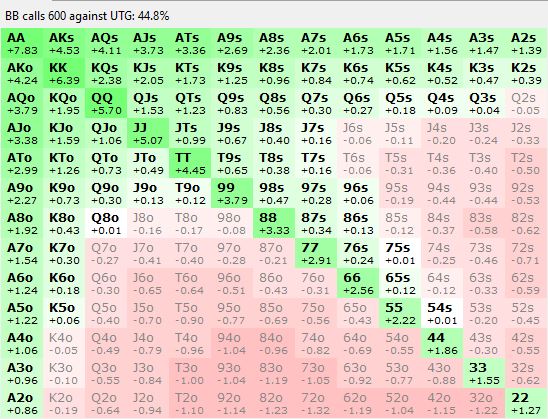 BB calls 600 against UTG: 44.8%
AA AKs AQs AJs ATs A9s A8s A7s A6s A5s A4s A3s A2s
+7.83 +4.53 +4.11 +3.73 +3.36 +2.69 +2.36 +2.01 +1.73 +1.71 +1.56 +1.47 +1.39
AKo KK KQs KJs KTs K9s K8s K7s K6s K5s K4s K3s K2s
+4.24 +6.39 +2.38 +2.05 +1.73 +1.25 +0.96 +0.84 +0.74 +0.62 +0.52 +0.47 +0.39
AQo KQo QQ QJs QTs Q9s Q8s Q7s Q6s Q5s Q4s Q3s Q2s
+3.79 +1.95 +5.70 +1.53 +1.23 +0.83 +0.56 +0.30 +0.27 +0.18 +0.09 +0.04 -0.05
AJo KJo QJo JJ JTs J9s J8s J7s J6s J5s J4s J3s J2s
+3.38 +1.59 +1.06 +5.07 +0.99 +0.67 +0.40 +0.16 -0.06 -0.11 -0.20 -0.24 -0.33
ATo KTo QTo JTo TT T9s T8s T7s T6s T5s T4s T3s T2s
+2.99 +1.26 +0.73 +0.49 +4.45 +0.65 +0.38 +0.16 -0.06 -0.31 -0.36 -0.40 -0.50
A9o K9o Q9o J9o T9o 99 98s 97s 96s 95s 94s 93s 92s
+2.27 +0.73 +0.30 +0.13 +0.12 +3.79 +0.47 +0.28 +0.06 -0.19 -0.44 -0.44 -0.53
A8o K8o Q8o J8o T8o 98o 88 87s 86s 85s 84s 83s 82s
+1.92 +0.43 +0.01 -0.16 -0.17 -0.08 +3.33 +0.34 +0.13 -0.12 -0.37 -0.58 -0.62
A7o K7o Q7o J7o T7o 97o 87o 77 76s 75s 74s 73s 72s
+1.54 +0.30 -0.27 -0.41 -0.40 -0.28 -0.21 +2.91 +0.24 +0.01 -0.25 -0.46 -0.71
A6o K6o Q6o J6o T6o 96o 86o 76o 66 65s 64s 63s 62s
+1.24 +0.18 -0.30 -0.65 -0.64 -0.51 -0.43 -0.31 +2.56 +0.12 -0.12 -0.33 -0.59
A5o K5o Q5o J5o T5o 95o 85o 75o 65o 55 54s 53s 52s
+1.22 +0.06 -0.40 -0.70 -0.90 -0.77 -0.69 -0.56 -0.43 +2.22 +0.01 -0.20 -0.45
A4o K4o Q4o J4o T4o 94o 84o 74o 64o 54o 44 43s 42s
+1.06 -0.05 -0.49 -0.79 -0.96 -1.04 -0.96 -0.82 -0.69 -0.55 +1.86 -0.30 -0.55
A3o K3o Q3o J3o T3o 93o 83o 73o 63o 53o 43o 33 32s
+0.96 -0.10 -0.55 -0.84 -1.00 -1.04 -1.19 -1.05 -0.92 -0.77 -0.88 +1.55 -0.62
A2o K2o Q2o J2o T2o 92o 82o 72o 62o 52o 42o 32o 22
+0.86 -0.19 -0.64 -0.94 -1.10 -1.14 -1.23 -1.32 -1.19 -1.04 -1.15 -1.22 +1.27